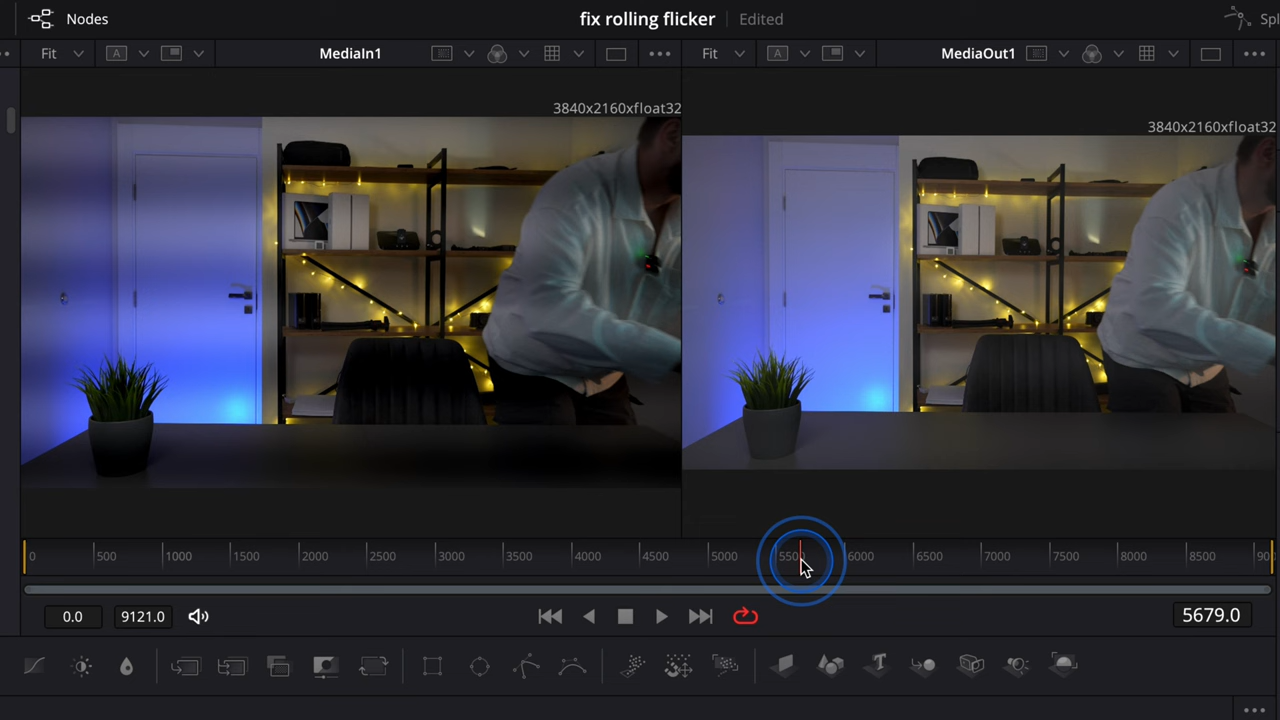 Nodes
fix rolling flicker Edited
Spl
Fit A MediaIn1 Fit A MediaOut1
3840x2160xfloat32
3840x2160xfloat32
0 500 1000 1500 2000 2500 3000 3500 4000 4500 5000 5500 6000 6500 7000 7500 8000 8500 90
0.0 9121.0 5679.0
T